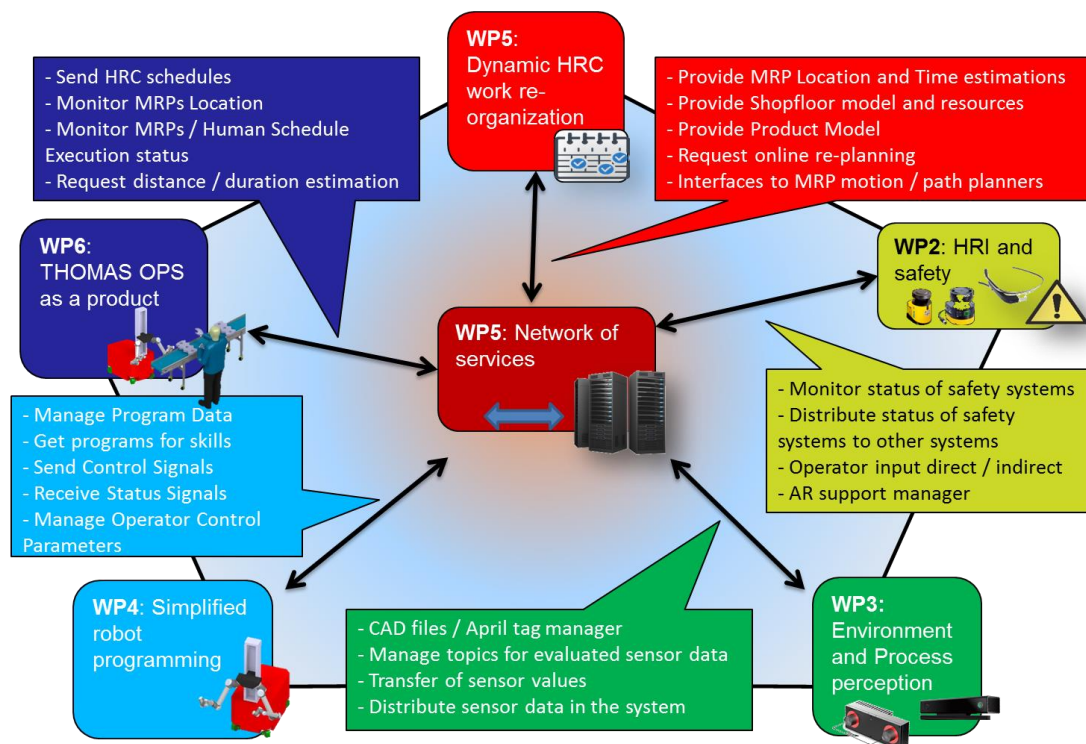 WP5:
Dynamic HRC
work re-
organization
- Send HRC schedules
- Monitor MRPs Location
- Monitor MRPs / Human Schedule
Execution status
- Request distance / duration estimation
- Provide MRP Location and Time estimations
- Provide Shopfloor model and resources
- Provide Product Model
- Request online re-planning
- Interfaces to MRP motion / path planners
WP6:
THOMAS OPS
as a product
WP2: HRI and
safety
WP5: Network of
services
- Manage Program Data
- Get programs for skills
- Send Control Signals
- Receive Status Signals
- Manage Operator Control
Parameters
- Monitor status of safety systems
- Distribute status of safety
systems to other systems
- Operator input direct / indirect
- AR support manager
WP4: Simplified
robot
programming
- CAD files / April tag manager
- Manage topics for evaluated sensor data
- Transfer of sensor values
- Distribute sensor data in the system
WP3:
Environment
and Process
perception